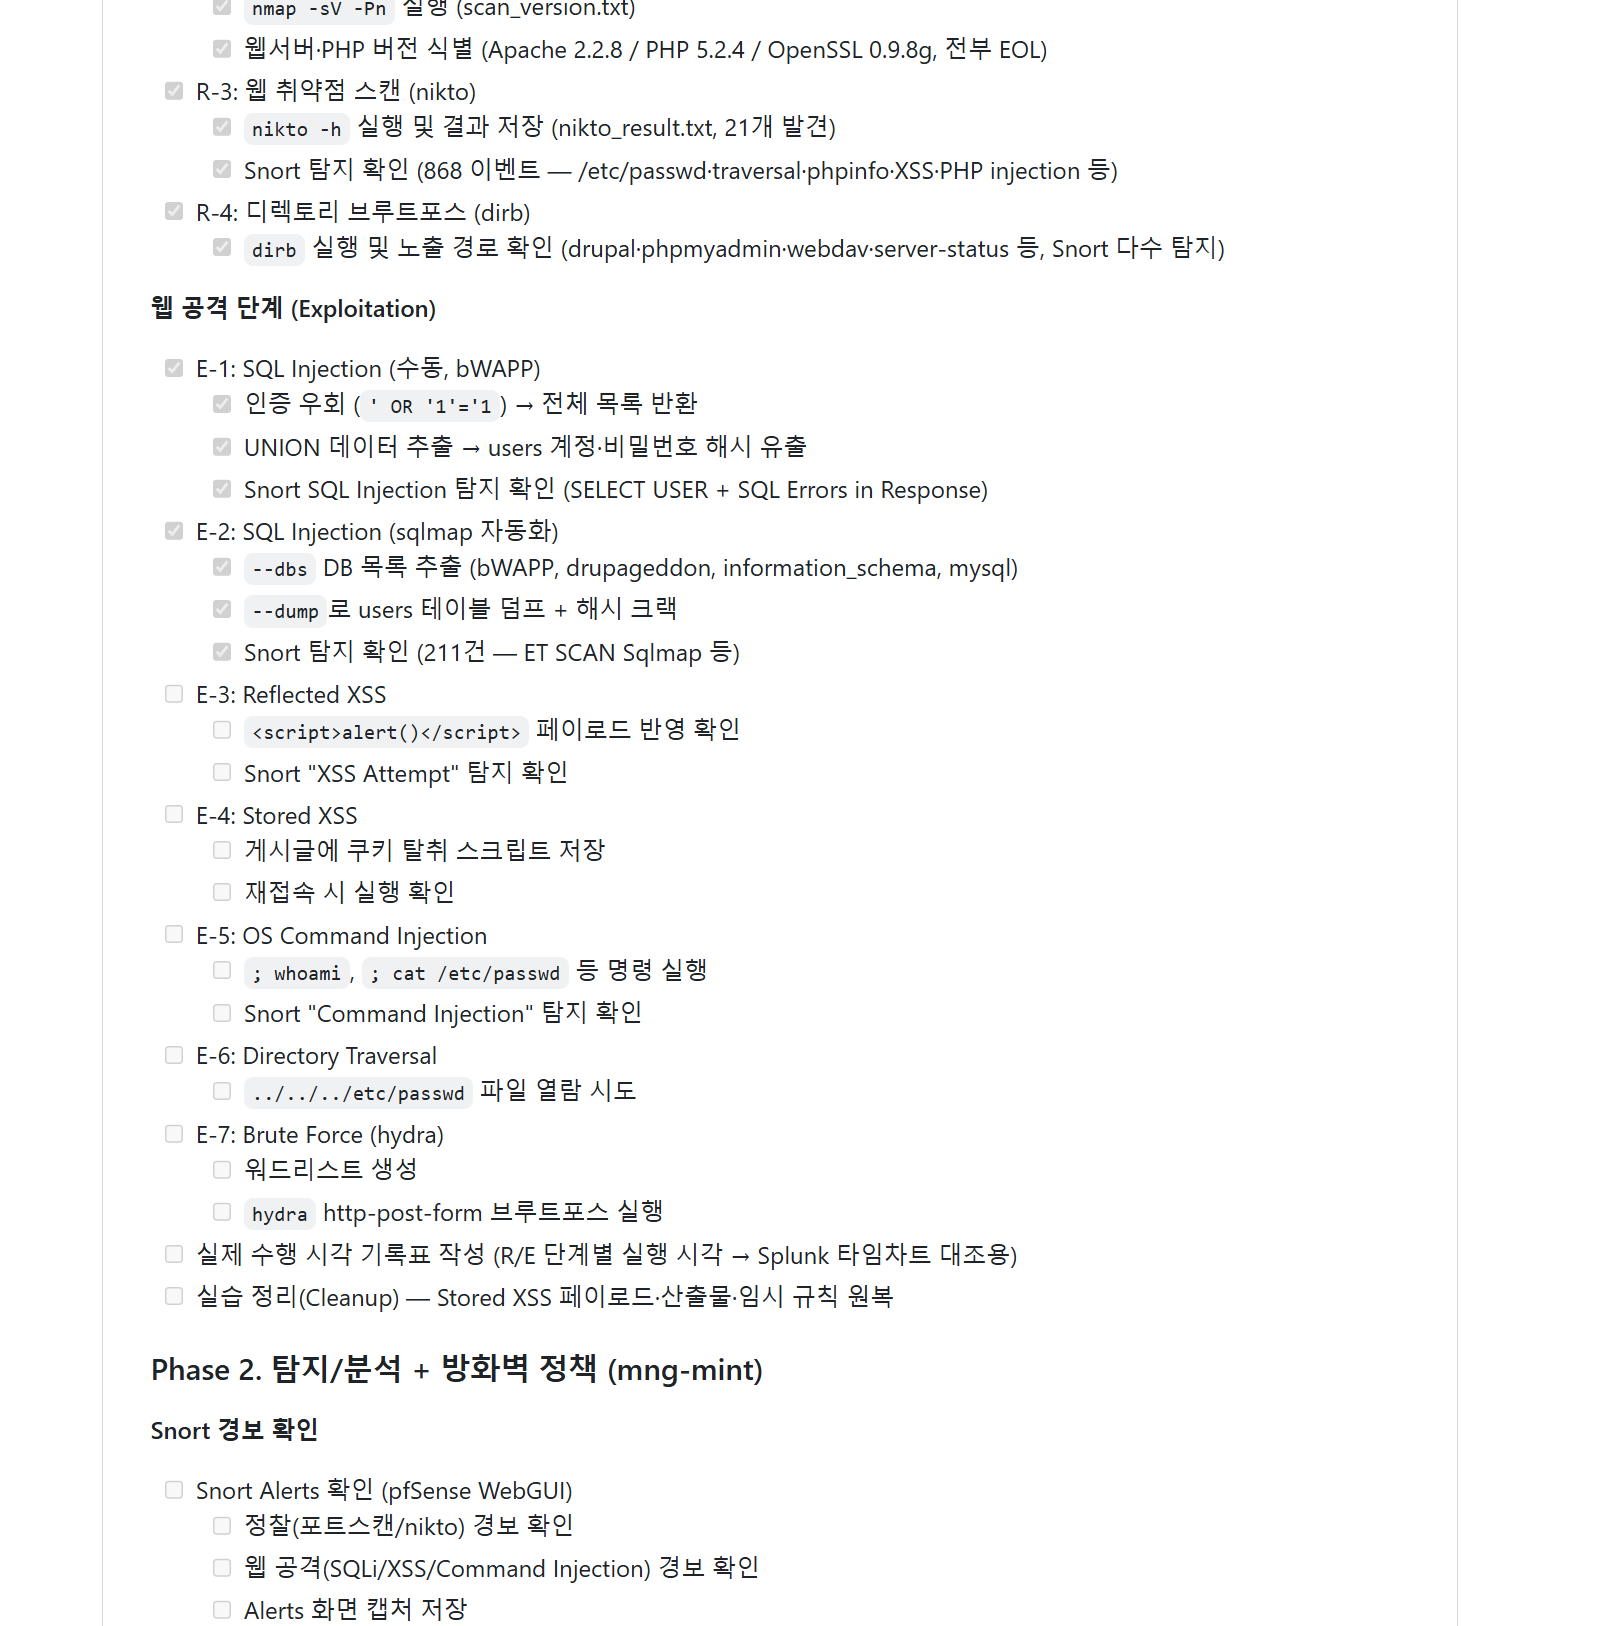 nmap -sV -Pn 실행 (scan_version.txt)
웹서버·PHP 버전 식별 (Apache 2.2.8 / PHP 5.2.4 / OpenSSL 0.9.8g, 전부 EOL)
R-3: 웹 취약점 스캔 (nikto)
nikto -h 실행 및 결과 저장 (nikto_result.txt, 21개 발견)
Snort 탐지 확인 (868 이벤트 — /etc/passwd·traversal·phpinfo·XSS·PHP injection 등)
R-4: 디렉토리 브루트포스 (dirb)
dirb 실행 및 노출 경로 확인 (drupal·phpmyadmin·webdav·server-status 등, Snort 다수 탐지)
웹 공격 단계 (Exploitation)
E-1: SQL Injection (수동, bWAPP)
인증 우회 (' OR '1'='1) → 전체 목록 반환
UNION 데이터 추출 → users 계정·비밀번호 해시 유출
Snort SQL Injection 탐지 확인 (SELECT USER + SQL Errors in Response)
E-2: SQL Injection (sqlmap 자동화)
--dbs DB 목록 추출 (bWAPP, drupageddon, information_schema, mysql)
--dump로 users 테이블 덤프 + 해시 크랙
Snort 탐지 확인 (211건 — ET SCAN Sqlmap 등)
E-3: Reflected XSS
<script>alert()</script> 페이로드 반영 확인
Snort "XSS Attempt" 탐지 확인
E-4: Stored XSS
게시글에 쿠키 탈취 스크립트 저장
재접속 시 실행 확인
E-5: OS Command Injection
; whoami, ; cat /etc/passwd 등 명령 실행
Snort "Command Injection" 탐지 확인
E-6: Directory Traversal
../../../etc/passwd 파일 열람 시도
E-7: Brute Force (hydra)
워드리스트 생성
hydra http-post-form 브루트포스 실행
실제 수행 시각 기록표 작성 (R/E 단계별 실행 시각 → Splunk 타임차트 대조용)
실습 정리(Cleanup) — Stored XSS 페이로드·산출물·임시 규칙 원복
Phase 2. 탐지/분석 + 방화벽 정책 (mng-mint)
Snort 경보 확인
Snort Alerts 확인 (pfSense WebGUI)
정찰(포트스캔/nikto) 경보 확인
웹 공격(SQLi/XSS/Command Injection) 경보 확인
Alerts 화면 캡처 저장